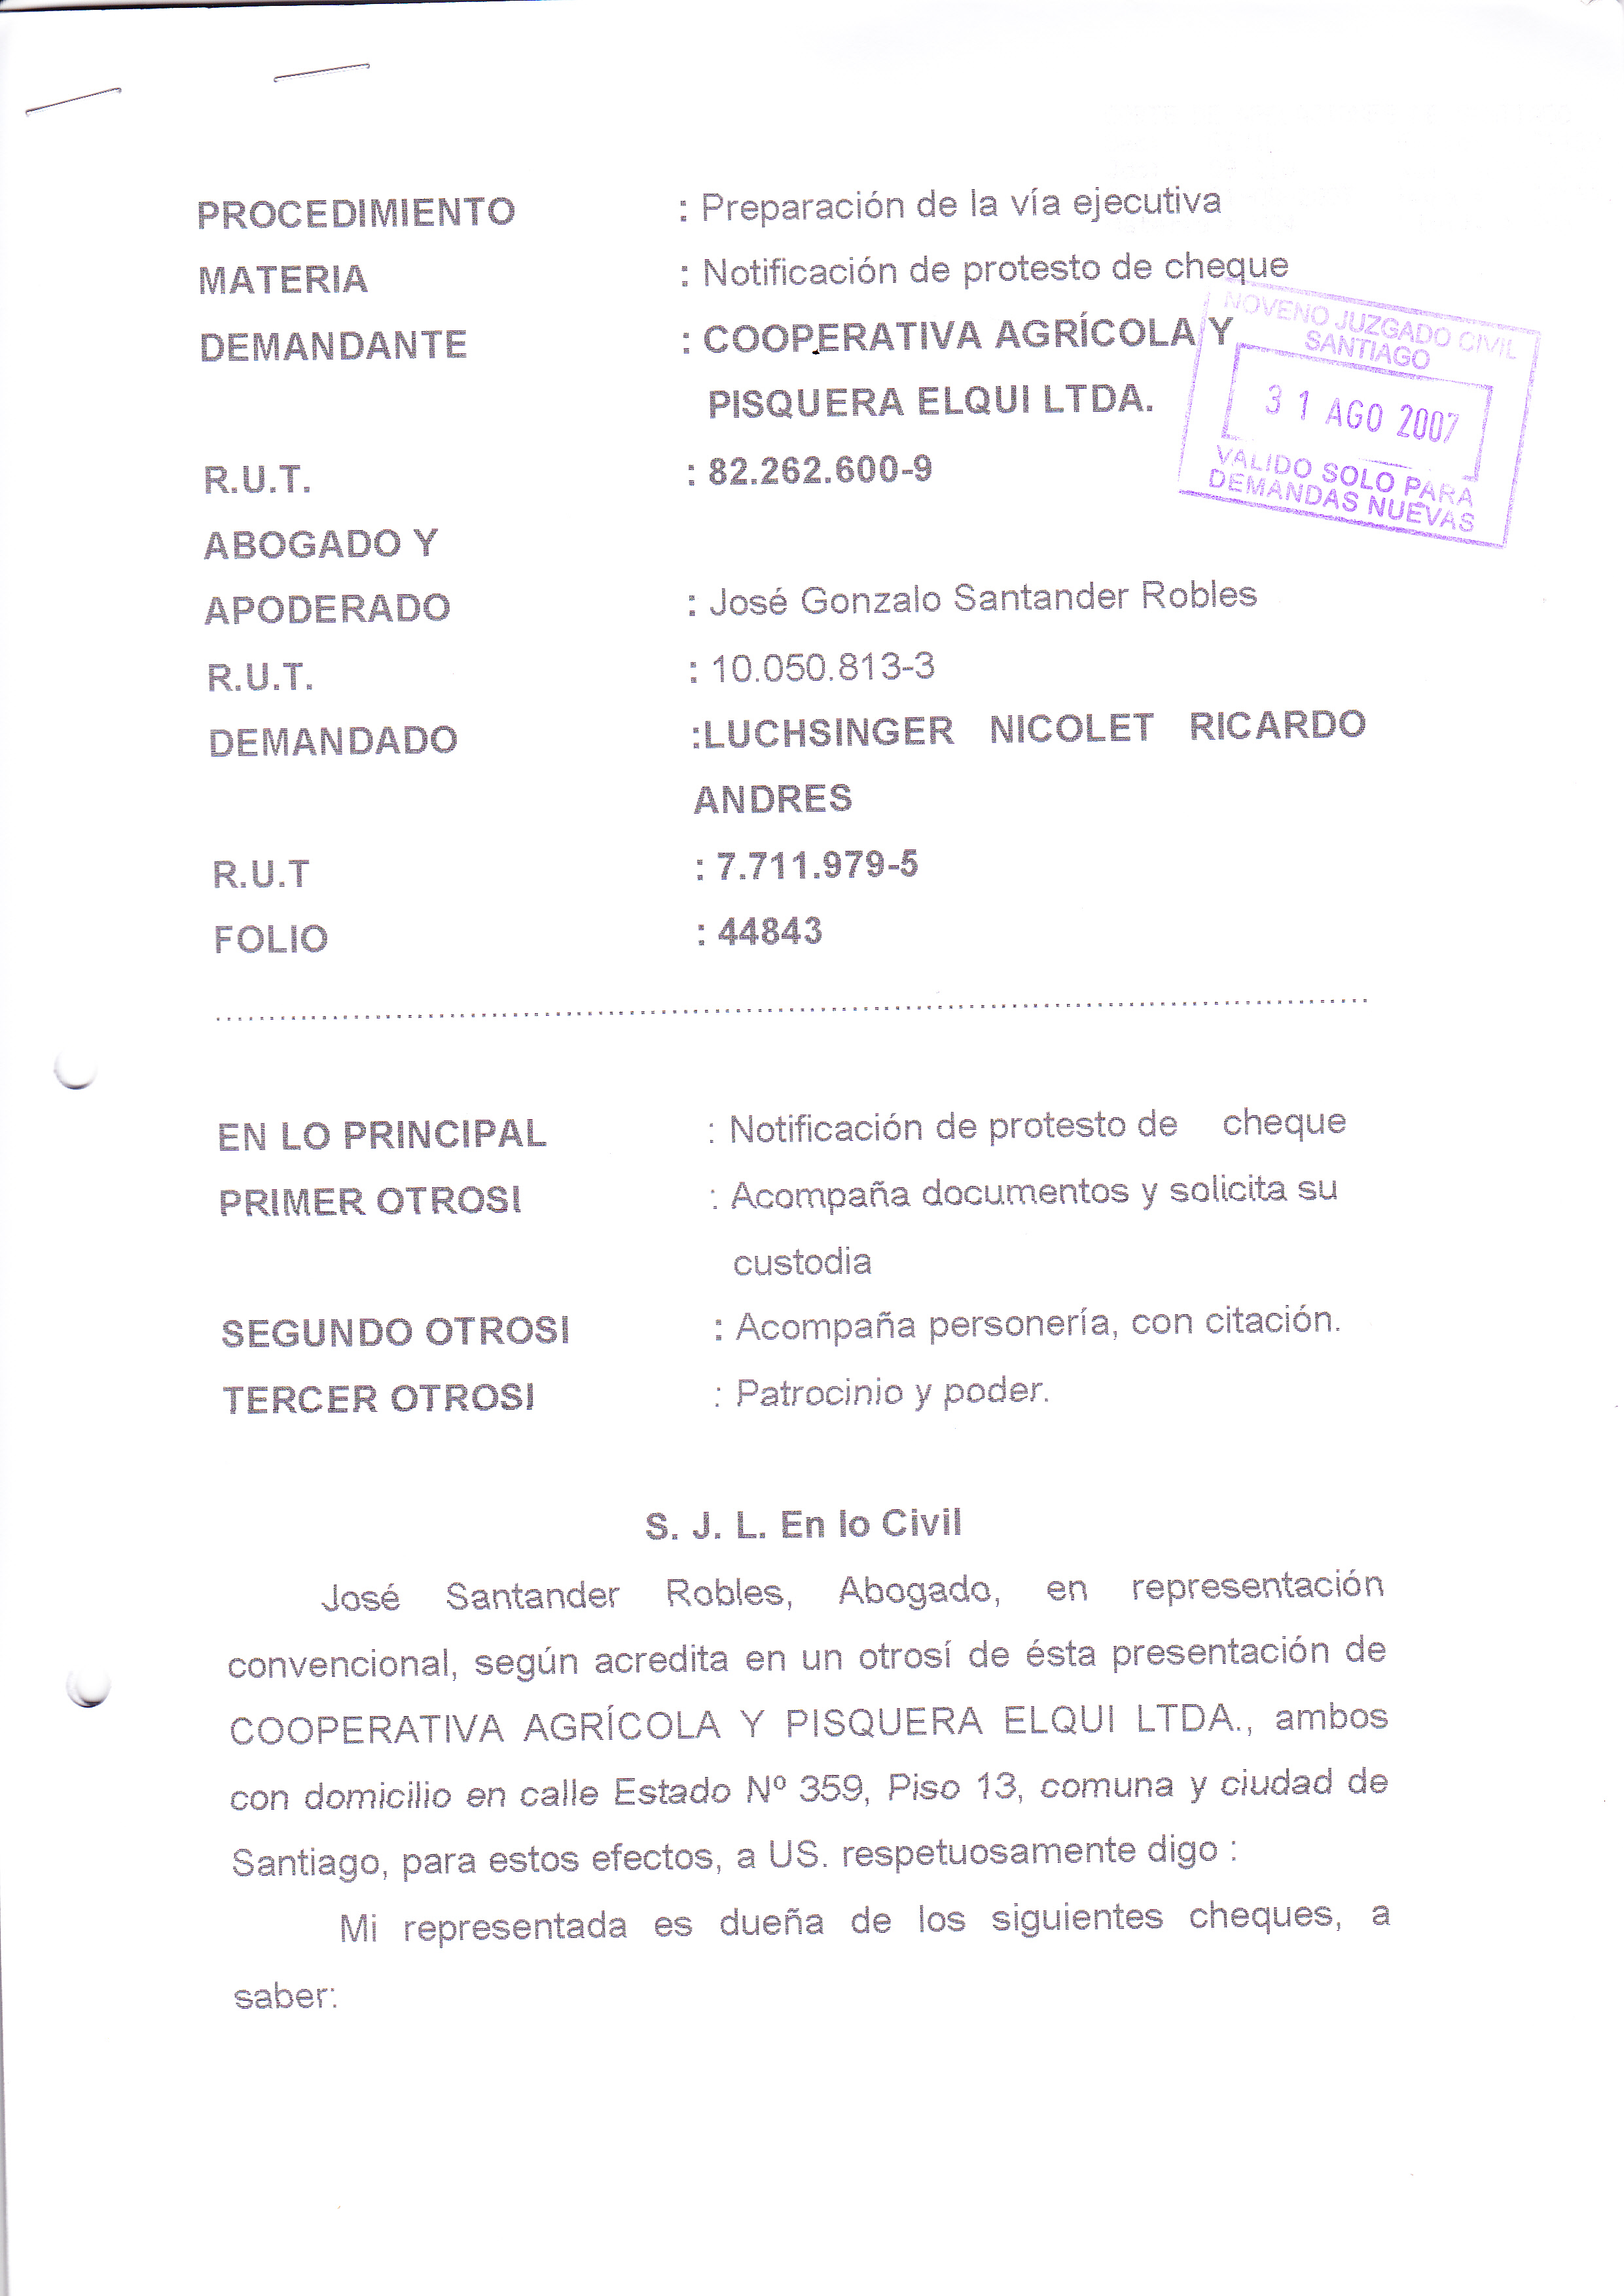 PROCEDIMIENTO : Preparación de la vía ejecutiva
MATERIA : Notificación de protesto de cheque
DEMANDANTE : COOPERATIVA AGRÍCOLA Y
PISQUERA ELQUI LTDA.
NOVENO JUZGADO CIVIL
SANTIAGO
31 AGO 2007
VALIDO SOLO PARA
DEMANDAS NUEVAS
R.U.T. : 82.262.600-9
ABOGADO Y
APODERADO : José Gonzalo Santander Robles
R.U.T. : 10.050.813-3
DEMANDADO :LUCHSINGER NICOLET RICARDO
ANDRES
R.U.T : 7.711.979-5
FOLIO : 44843
EN LO PRINCIPAL : Notificación de protesto de cheque
PRIMER OTROSI : Acompaña documentos y solicita su
custodia
SEGUNDO OTROSI : Acompaña personería, con citación.
TERCER OTROSI : Patrocinio y poder.
S. J. L. En lo Civil
José Santander Robles, Abogado, en representación
convencional, según acredita en un otrosí de ésta presentación de
COOPERATIVA AGRÍCOLA Y PISQUERA ELQUI LTDA., ambos
con domicilio en calle Estado Nº 359, Piso 13, comuna y ciudad de
Santiago, para estos efectos, a US. respetuosamente digo :
Mi representada es dueña de los siguientes cheques, a
saber: